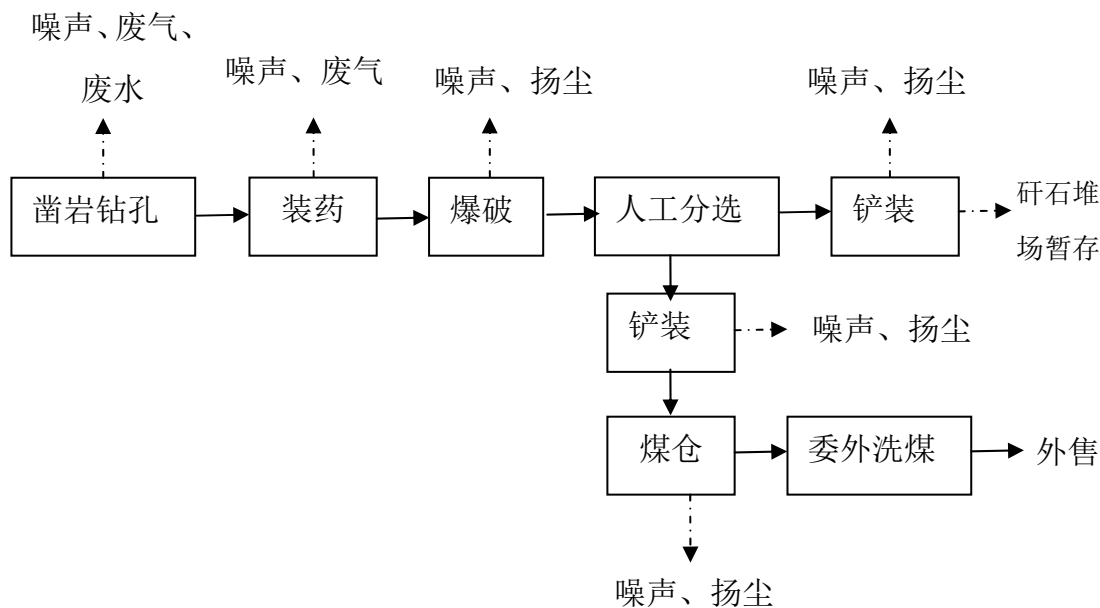 噪声、废气、
废水
噪声、废气
噪声、扬尘
噪声、扬尘
凿岩钻孔
装药
爆破
人工分选
铲装
矸石堆
场暂存
铲装
噪声、扬尘
煤仓
委外洗煤
外售
噪声、扬尘